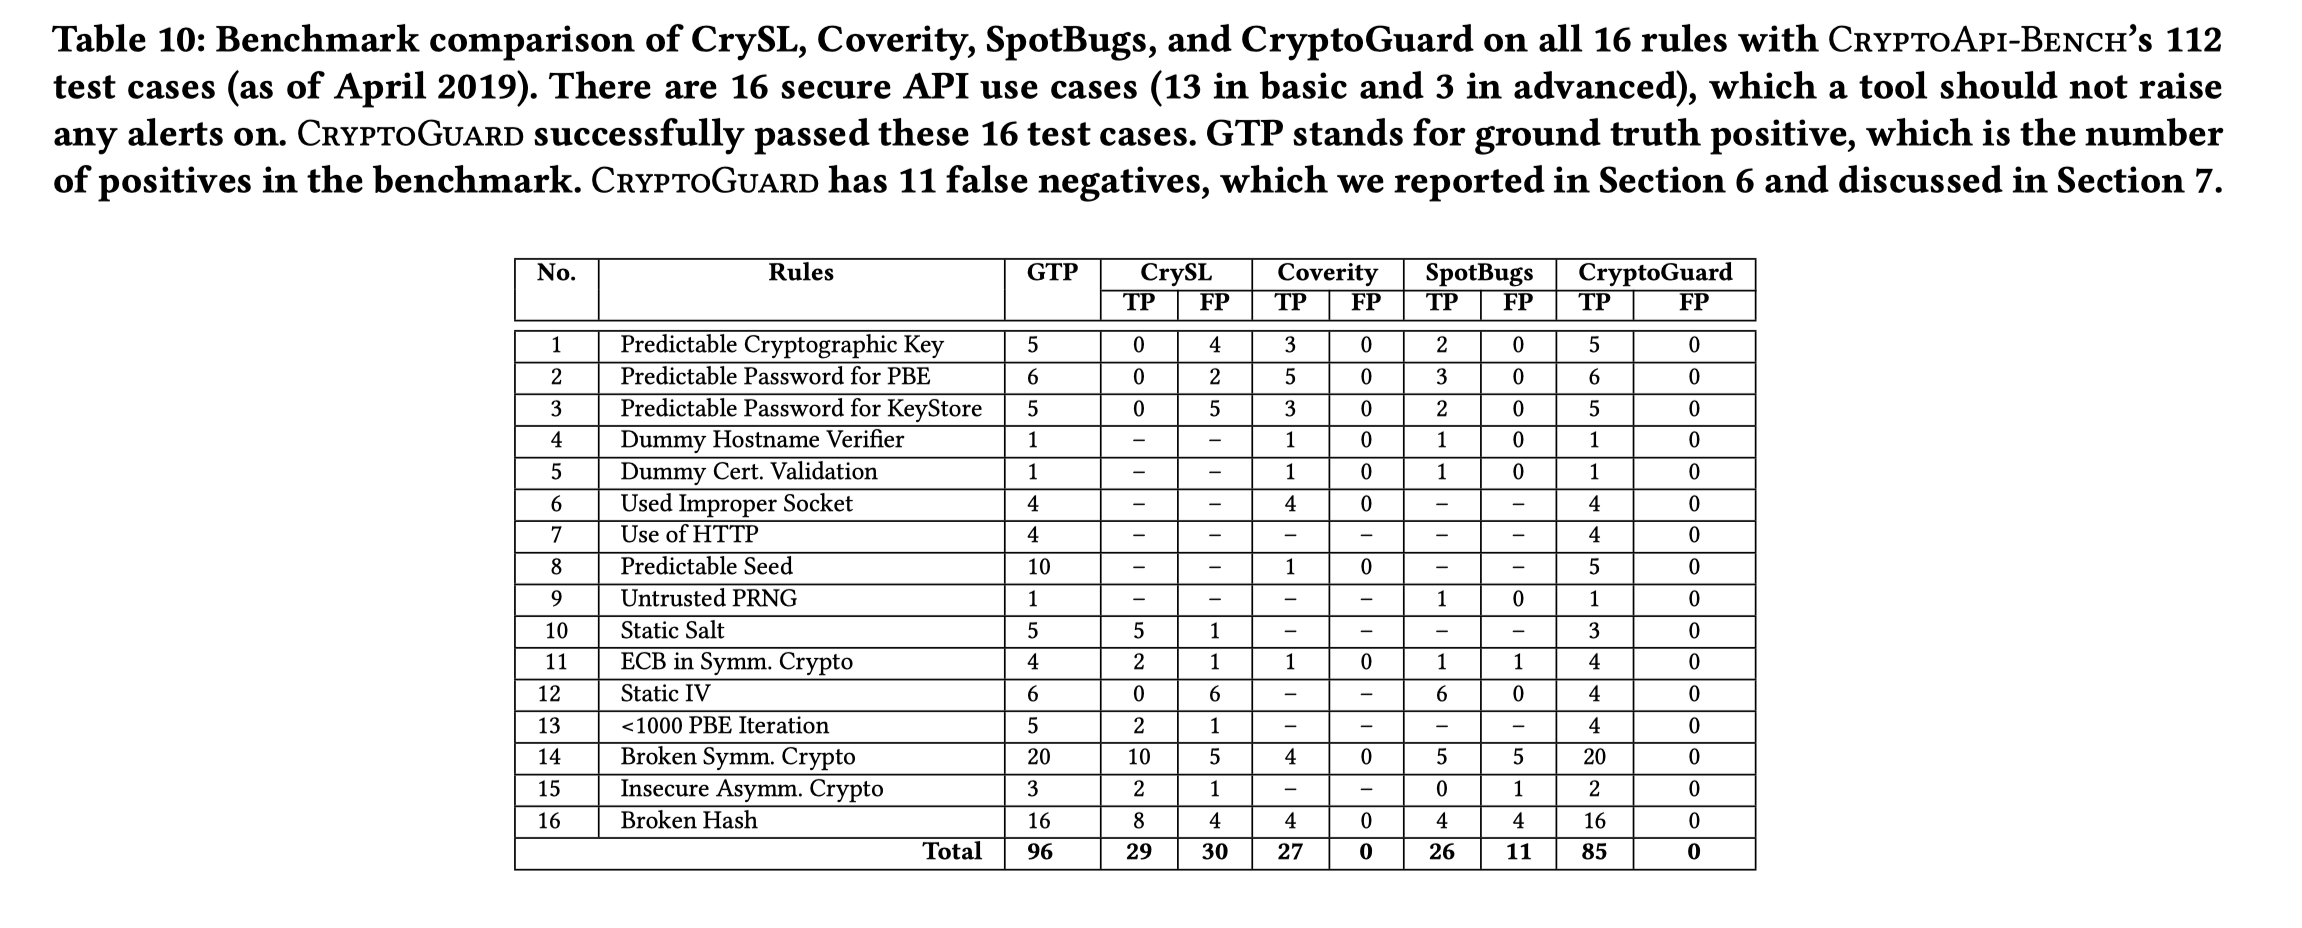 Table 10: Benchmark comparison of CrySL, Coverity, SpotBugs, and CryptoGuard on all 16 rules with CRYPTOAPI-BENCH's 112
test cases (as of April 2019). There are 16 secure API use cases (13 in basic and 3 in advanced), which a tool should not raise
any alerts on. CRYPTOGUARD successfully passed these 16 test cases. GTP stands for ground truth positive, which is the number
of positives in the benchmark. CRYPTOGUARD has 11 false negatives, which we reported in Section 6 and discussed in Section 7.
No. Rules GTP CrySL Coverity SpotBugs CryptoGuard
TP FP TP FP TP FP TP FP
1 Predictable Cryptographic Key 5 0 4 3 0 2 0 5 0
2 Predictable Password for PBE 6 0 2 5 0 3 0 6 0
3 Predictable Password for KeyStore 5 0 5 3 0 2 0 5 0
4 Dummy Hostname Verifier 1 – – 1 0 1 0 1 0
5 Dummy Cert. Validation 1 – – 1 0 1 0 1 0
6 Used Improper Socket 4 – – 4 0 – – 4 0
7 Use of HTTP 4 – – – – – – 4 0
8 Predictable Seed 10 – – 1 0 – – 5 0
9 Untrusted PRNG 1 – – – – 1 0 1 0
10 Static Salt 5 5 1 – – – – 3 0
11 ECB in Symm. Crypto 4 2 1 1 0 1 1 4 0
12 Static IV 6 0 6 – – 6 0 4 0
13 <1000 PBE Iteration 5 2 1 – – – – 4 0
14 Broken Symm. Crypto 20 10 5 4 0 5 5 20 0
15 Insecure Asymm. Crypto 3 2 1 – – 0 1 2 0
16 Broken Hash 16 8 4 4 0 4 4 16 0
Total 96 29 30 27 0 26 11 85 0